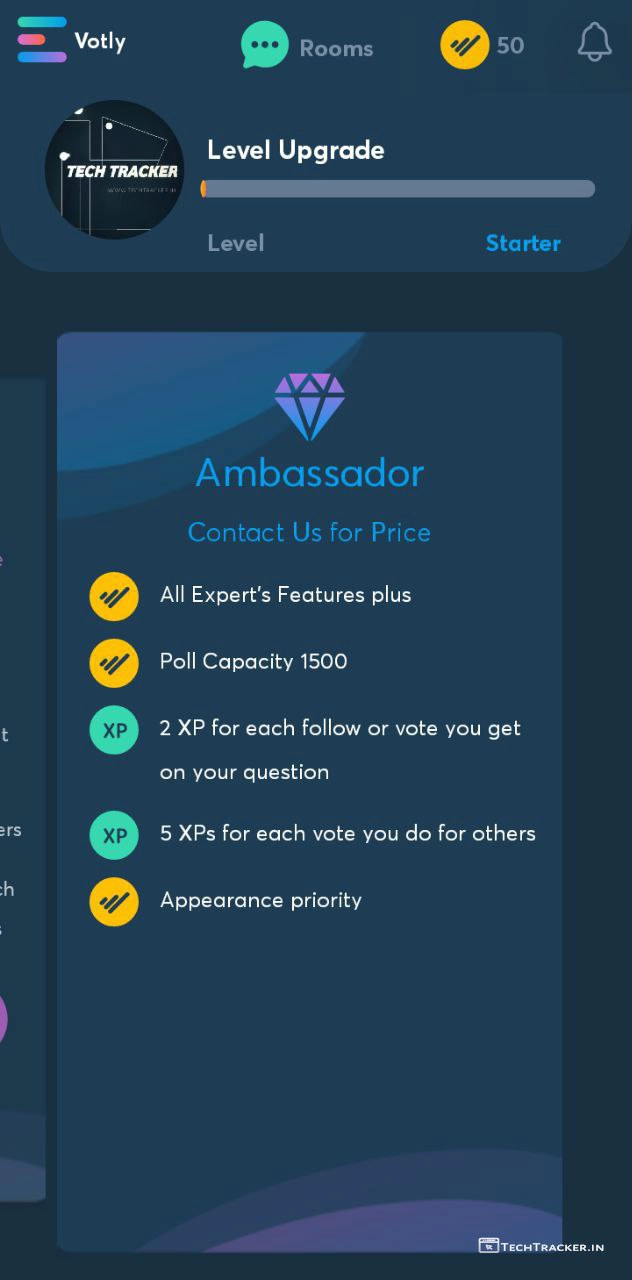 Votly
Rooms
50
TECH TRACKER
WWW.TECHTRACKER.IN
Level Upgrade
Level
Starter
Ambassador
Contact Us for Price
All Expert's Features plus
Poll Capacity 1500
XP
2 XP for each follow or vote you get
on your question
XP
5 XPs for each vote you do for others
Appearance priority
e
t
ers
ch
s
TECHTRACKER.IN